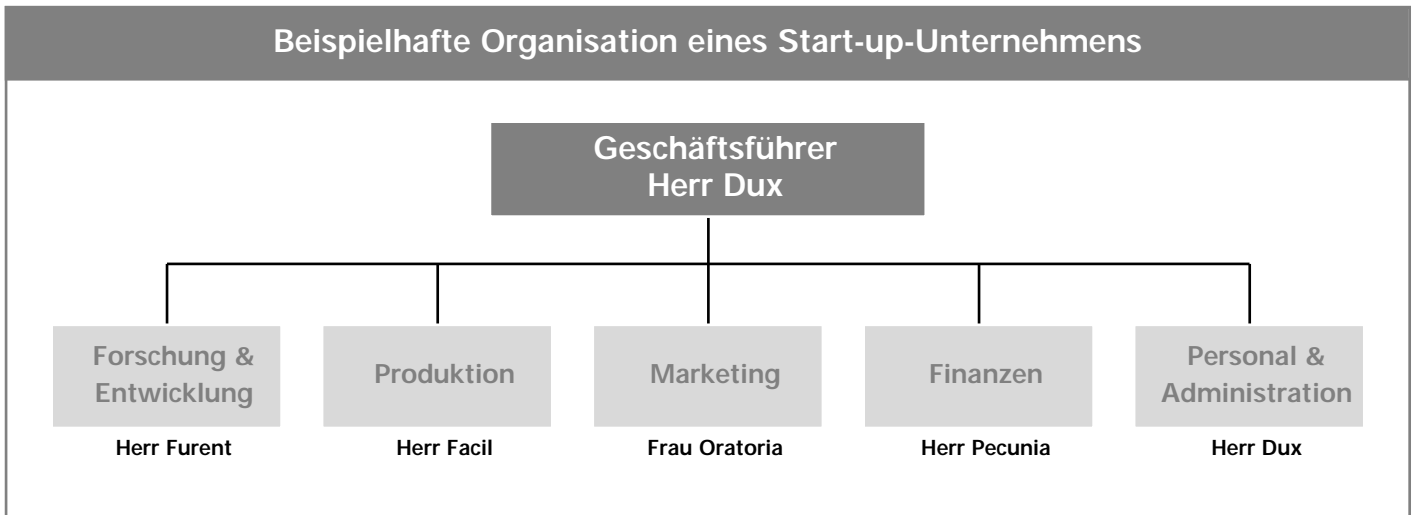 Beispielhafte Organisation eines Start-up-Unternehmens
Geschäftsführer
Herr Dux
Forschung &
Entwicklung
Produktion
Marketing
Finanzen
Personal &
Administration
Herr Furent
Herr Facil
Frau Oratoria
Herr Pecunia
Herr Dux